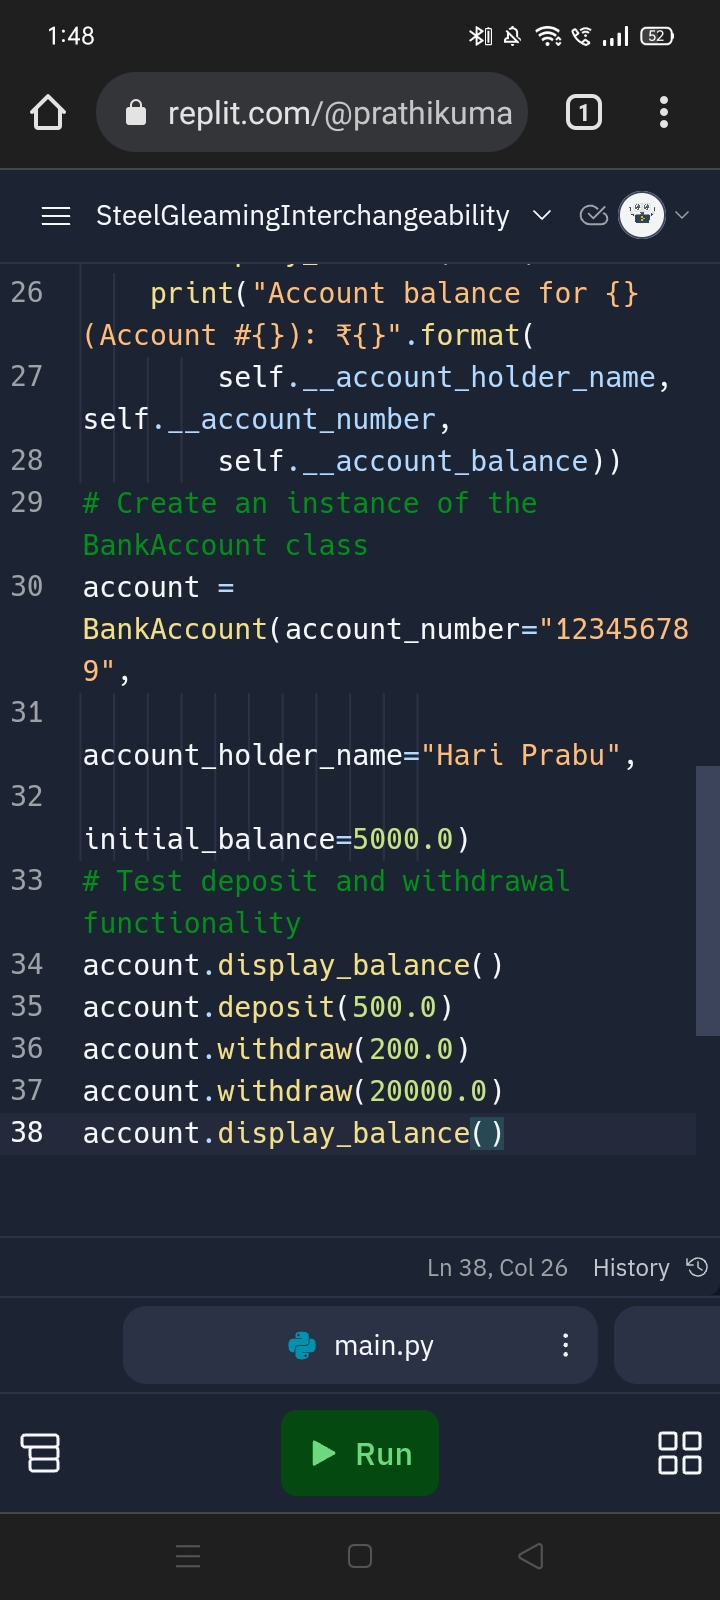 1:48
52
replit.com/@prathikuma
1
SteelGleamingInterchangeability
26 print("Account balance for {}
(Account #{}): ₹{}".format(
27 self.__account_holder_name,
self.__account_number,
28 self.__account_balance))
29 # Create an instance of the
BankAccount class
30 account =
BankAccount(account_number="12345678
9",
31
account_holder_name="Hari Prabu",
32
initial_balance=5000.0)
33 # Test deposit and withdrawal
functionality
34 account.display_balance()
35 account.deposit(500.0)
36 account.withdraw(200.0)
37 account.withdraw(20000.0)
38 account.display_balance()
Ln 38, Col 26 History
main.py
Run